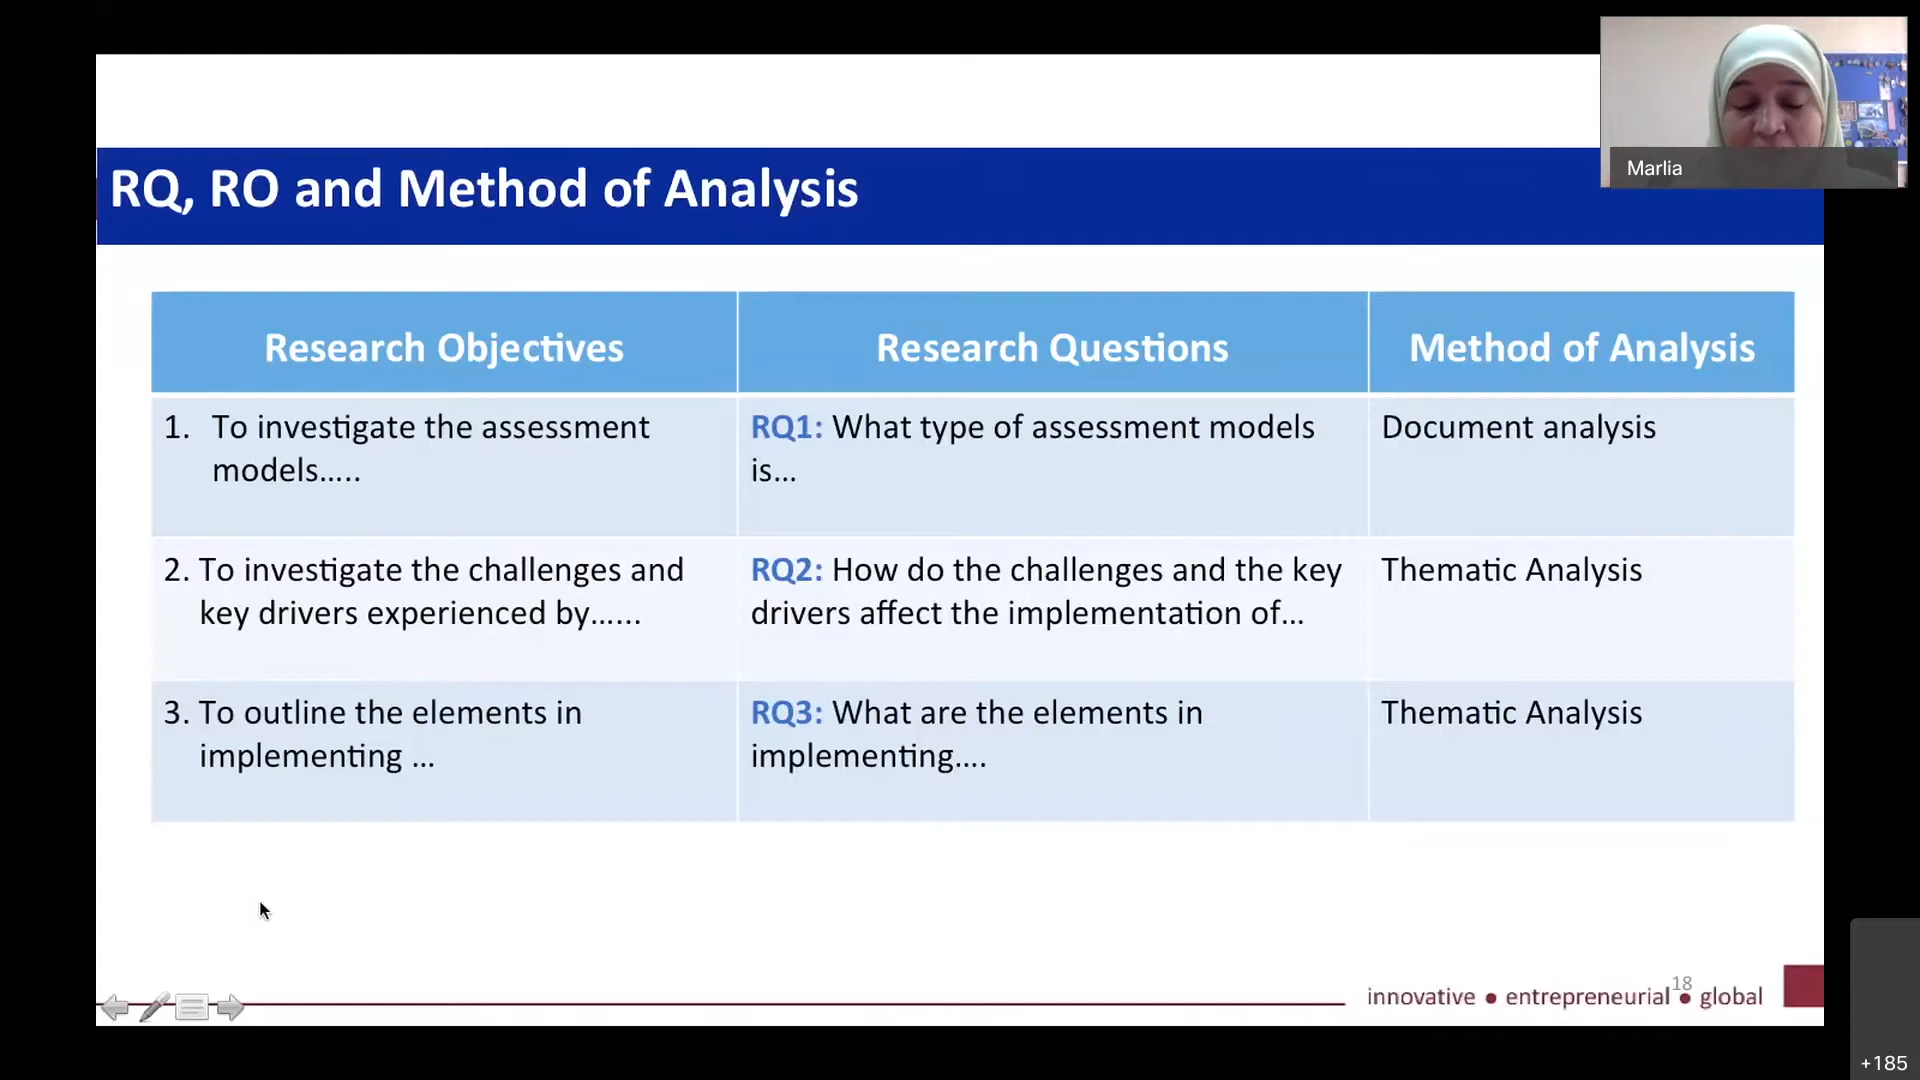 Marlia
RQ, RO and Method of Analysis
Research Objectives
Research Questions
Method of Analysis
1. To investigate the assessment
models.....
RQ1: What type of assessment models
is...
Document analysis
2. To investigate the challenges and
key drivers experienced by......
RQ2: How do the challenges and the key
drivers affect the implementation of...
Thematic Analysis
3. To outline the elements in
implementing ...
RQ3: What are the elements in
implementing....
Thematic Analysis
18
innovative ● entrepreneurial ● global
+185